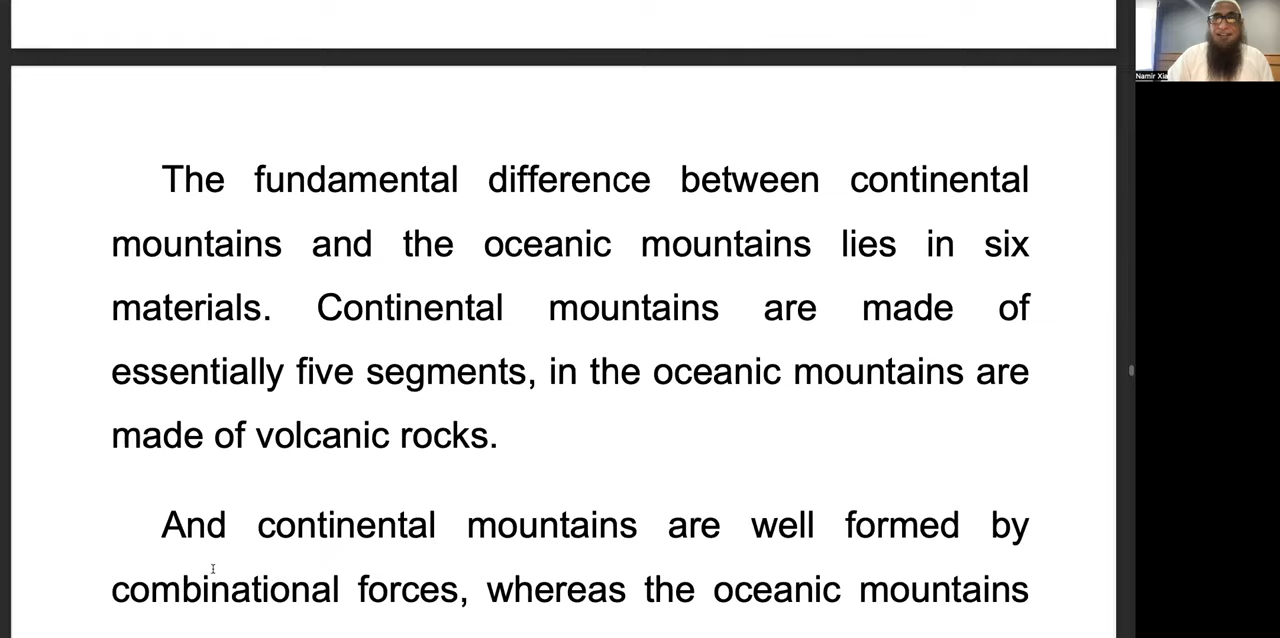 Namir Xia
The fundamental difference between continental
mountains and the oceanic mountains lies in six
materials. Continental mountains are made of
essentially five segments, in the oceanic mountains are
made of volcanic rocks.
And continental mountains are well formed by
combinational forces, whereas the oceanic mountains